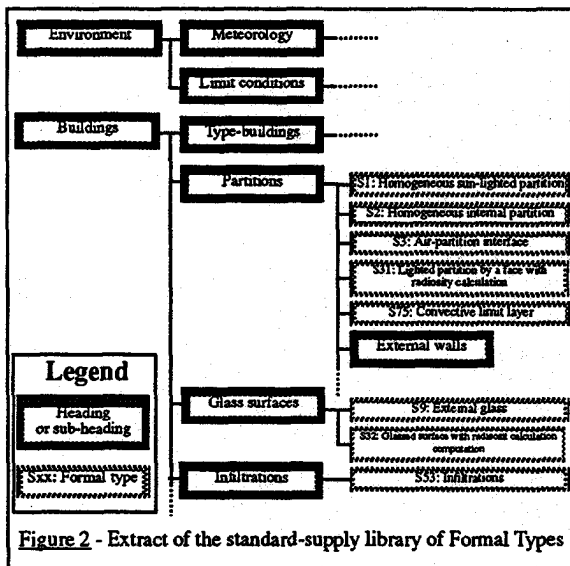 Environment
Meteorology
Limit conditions
Buildings
Type-buildings
Partitions
S1: Homogeneous sun-lighted partition
S2: Homogeneous internal partition
S3: Air-partition interface
S31: Lighted partition by a face with
radiosity calculation
S75: Convective limit layer
External walls
Legend
Heading
or sub-heading
Sxx: Formal type
Glass surfaces
S9: External glass
S32: Glassed surface with radiosity calculation
computation
Infiltrations
S53: Infiltrations
Figure 2 - Extract of the standard-supply library of Formal Types